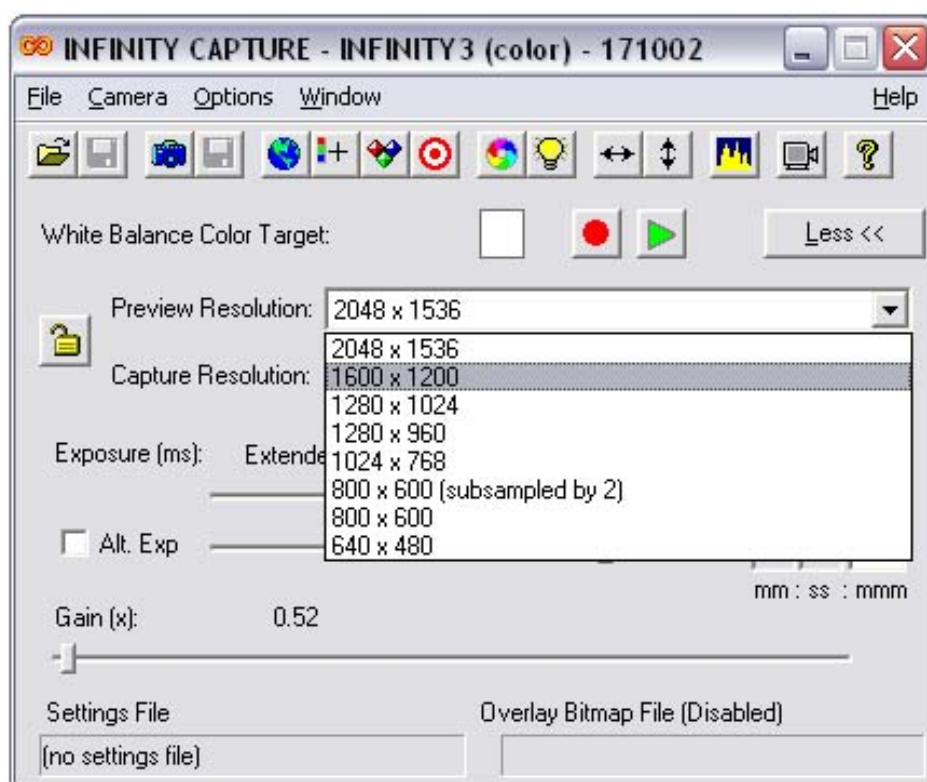 INFINITY CAPTURE - INFINITY3 (color) - 171002
File Camera Options Window Help
White Balance Color Target:
Less <<
Preview Resolution: 2048 x 1536
2048 x 1536
Capture Resolution: 1600 x 1200
1280 x 1024
1280 x 960
Exposure (ms):
1024 x 768
800 x 600 (subsampled by 2)
800 x 600
Alt. Exp
640 x 480
mm : ss : mmm
Gain (x): 0.52
Settings File Overlay Bitmap File (Disabled)
(no settings file)